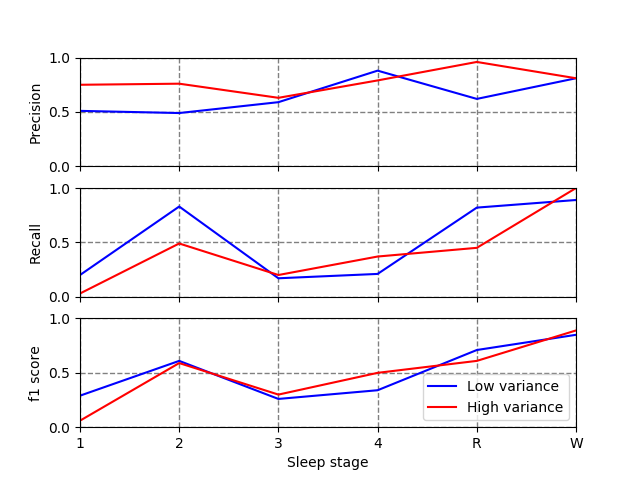 1.0
Precision
0.5
0.0
1.0
Recall
0.5
0.0
1.0
f1 score
0.5
0.0
Low variance
High variance
1 2 3 4 R W
Sleep stage